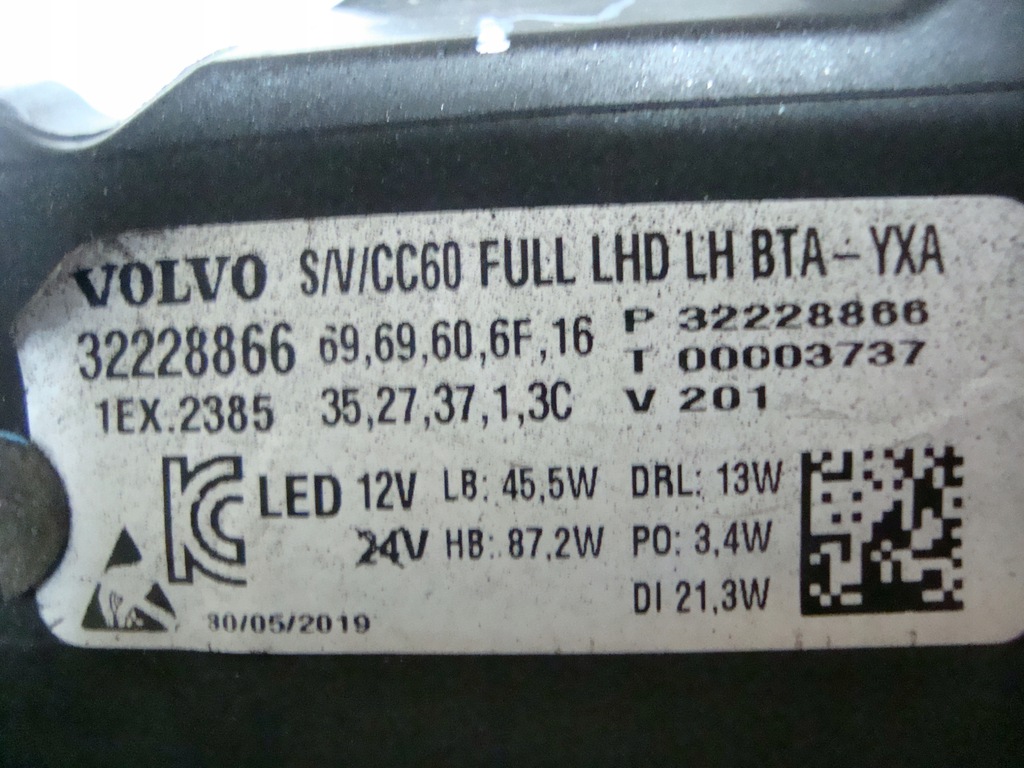 VOLVO S/V/CC60 FULL LHD LH BTA-YXA
32228866 69,69,60,6F,16 P 32228866
T 00003737
1EX.2385 35,27,37,1,3C V 201
LED 12V LB: 45,5W DRL: 13W
24V HB: 87,2W PO: 3,4W
DI 21,3W
30/05/2019